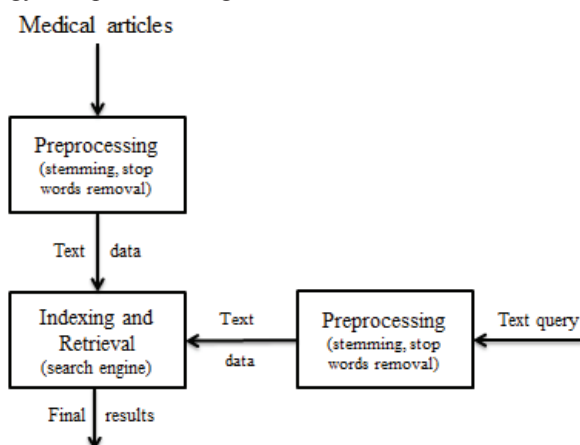 Medical articles
Preprocessing
(stemming, stop
words removal)
Text data
Indexing and
Retrieval
(search engine)
Text
data
Preprocessing
(stemming, stop
words removal)
Text query
Final results